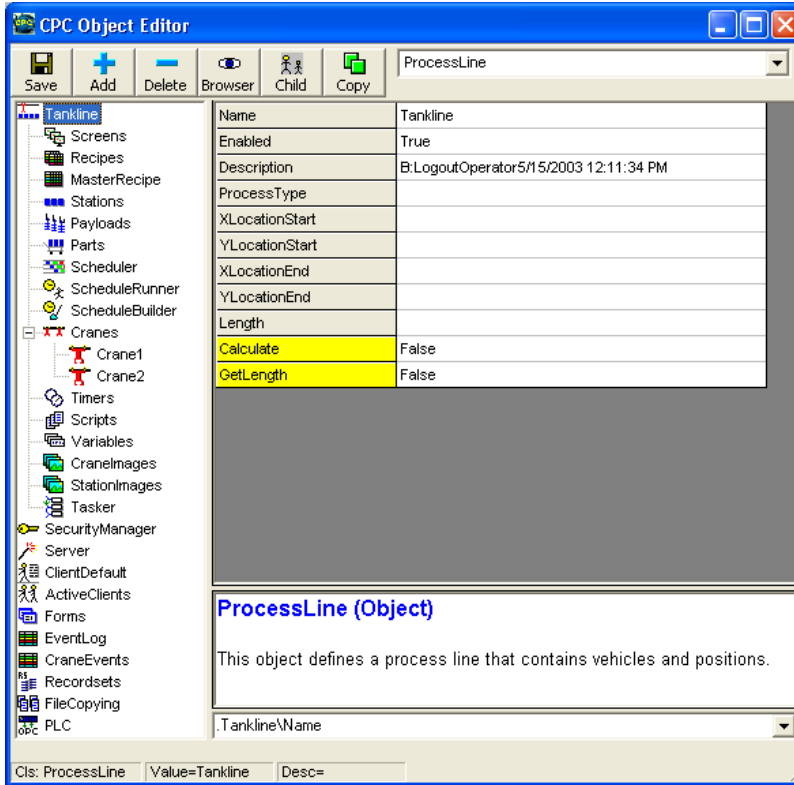 CPC Object Editor
Save
Add
Delete
Browser
Child
Copy
ProcessLine
Tankline
Screens
Recipes
MasterRecipe
Stations
Payloads
Parts
Scheduler
ScheduleRunner
ScheduleBuilder
Cranes
Crane1
Crane2
Timers
Scripts
Variables
CraneImages
StationImages
Tasker
SecurityManager
Server
ClientDefault
ActiveClients
Forms
EventLog
CraneEvents
Recordsets
FileCopying
PLC
Name Tankline
Enabled True
Description B:LogoutOperator5/15/2003 12:11:34 PM
ProcessType
XLocationStart
YLocationStart
XLocationEnd
YLocationEnd
Length
Calculate False
GetLength False
ProcessLine (Object)
This object defines a process line that contains vehicles and positions.
.Tankline\Name
Cls: ProcessLine Value=Tankline Desc=